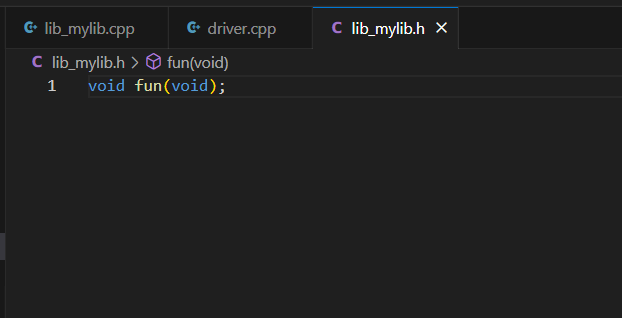 lib_mylib.cpp driver.cpp C lib_mylib.h
C lib_mylib.h > fun(void)
1 void fun(void);